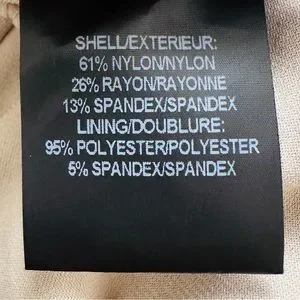 SHELL/EXTERIEUR:
61% NYLON/NYLON
26% RAYON/RAYONNE
13% SPANDEX/SPANDEX
LINING/DOUBLURE:
95% POLYESTER/POLYESTER
5% SPANDEX/SPANDEX